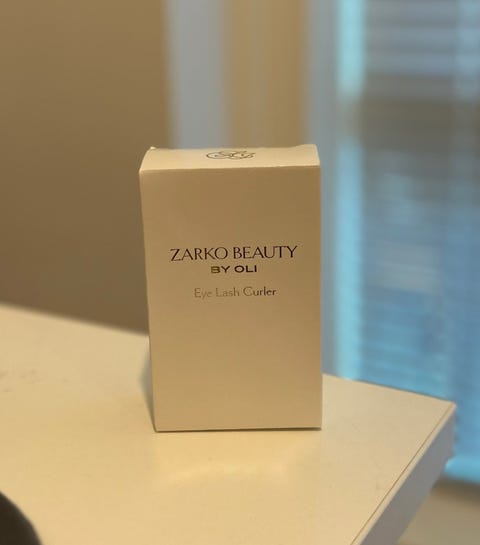 ZARKO BEAUTY
BY OLI
Eye Lash Curler